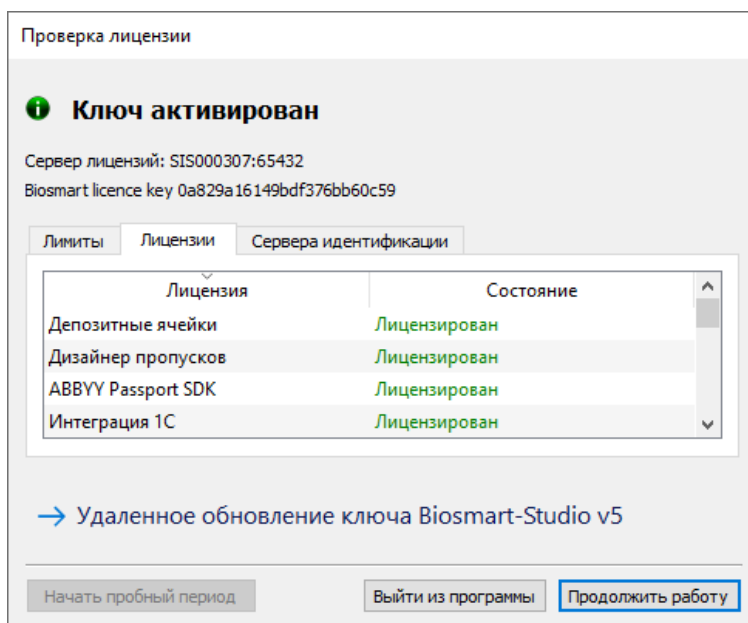 Проверка лицензии
Ключ активирован
Сервер лицензий: SIS000307:65432
Biosmart licence key 0a829a16149bdf376bb60c59
Лимиты Лицензии Сервера идентификации
Лицензия Состояние
Депозитные ячейки Лицензирован
Дизайнер пропусков Лицензирован
ABBYY Passport SDK Лицензирован
Интеграция 1С Лицензирован
Удаленное обновление ключа Biosmart-Studio v5
Начать пробный период Выйти из программы Продолжить работу